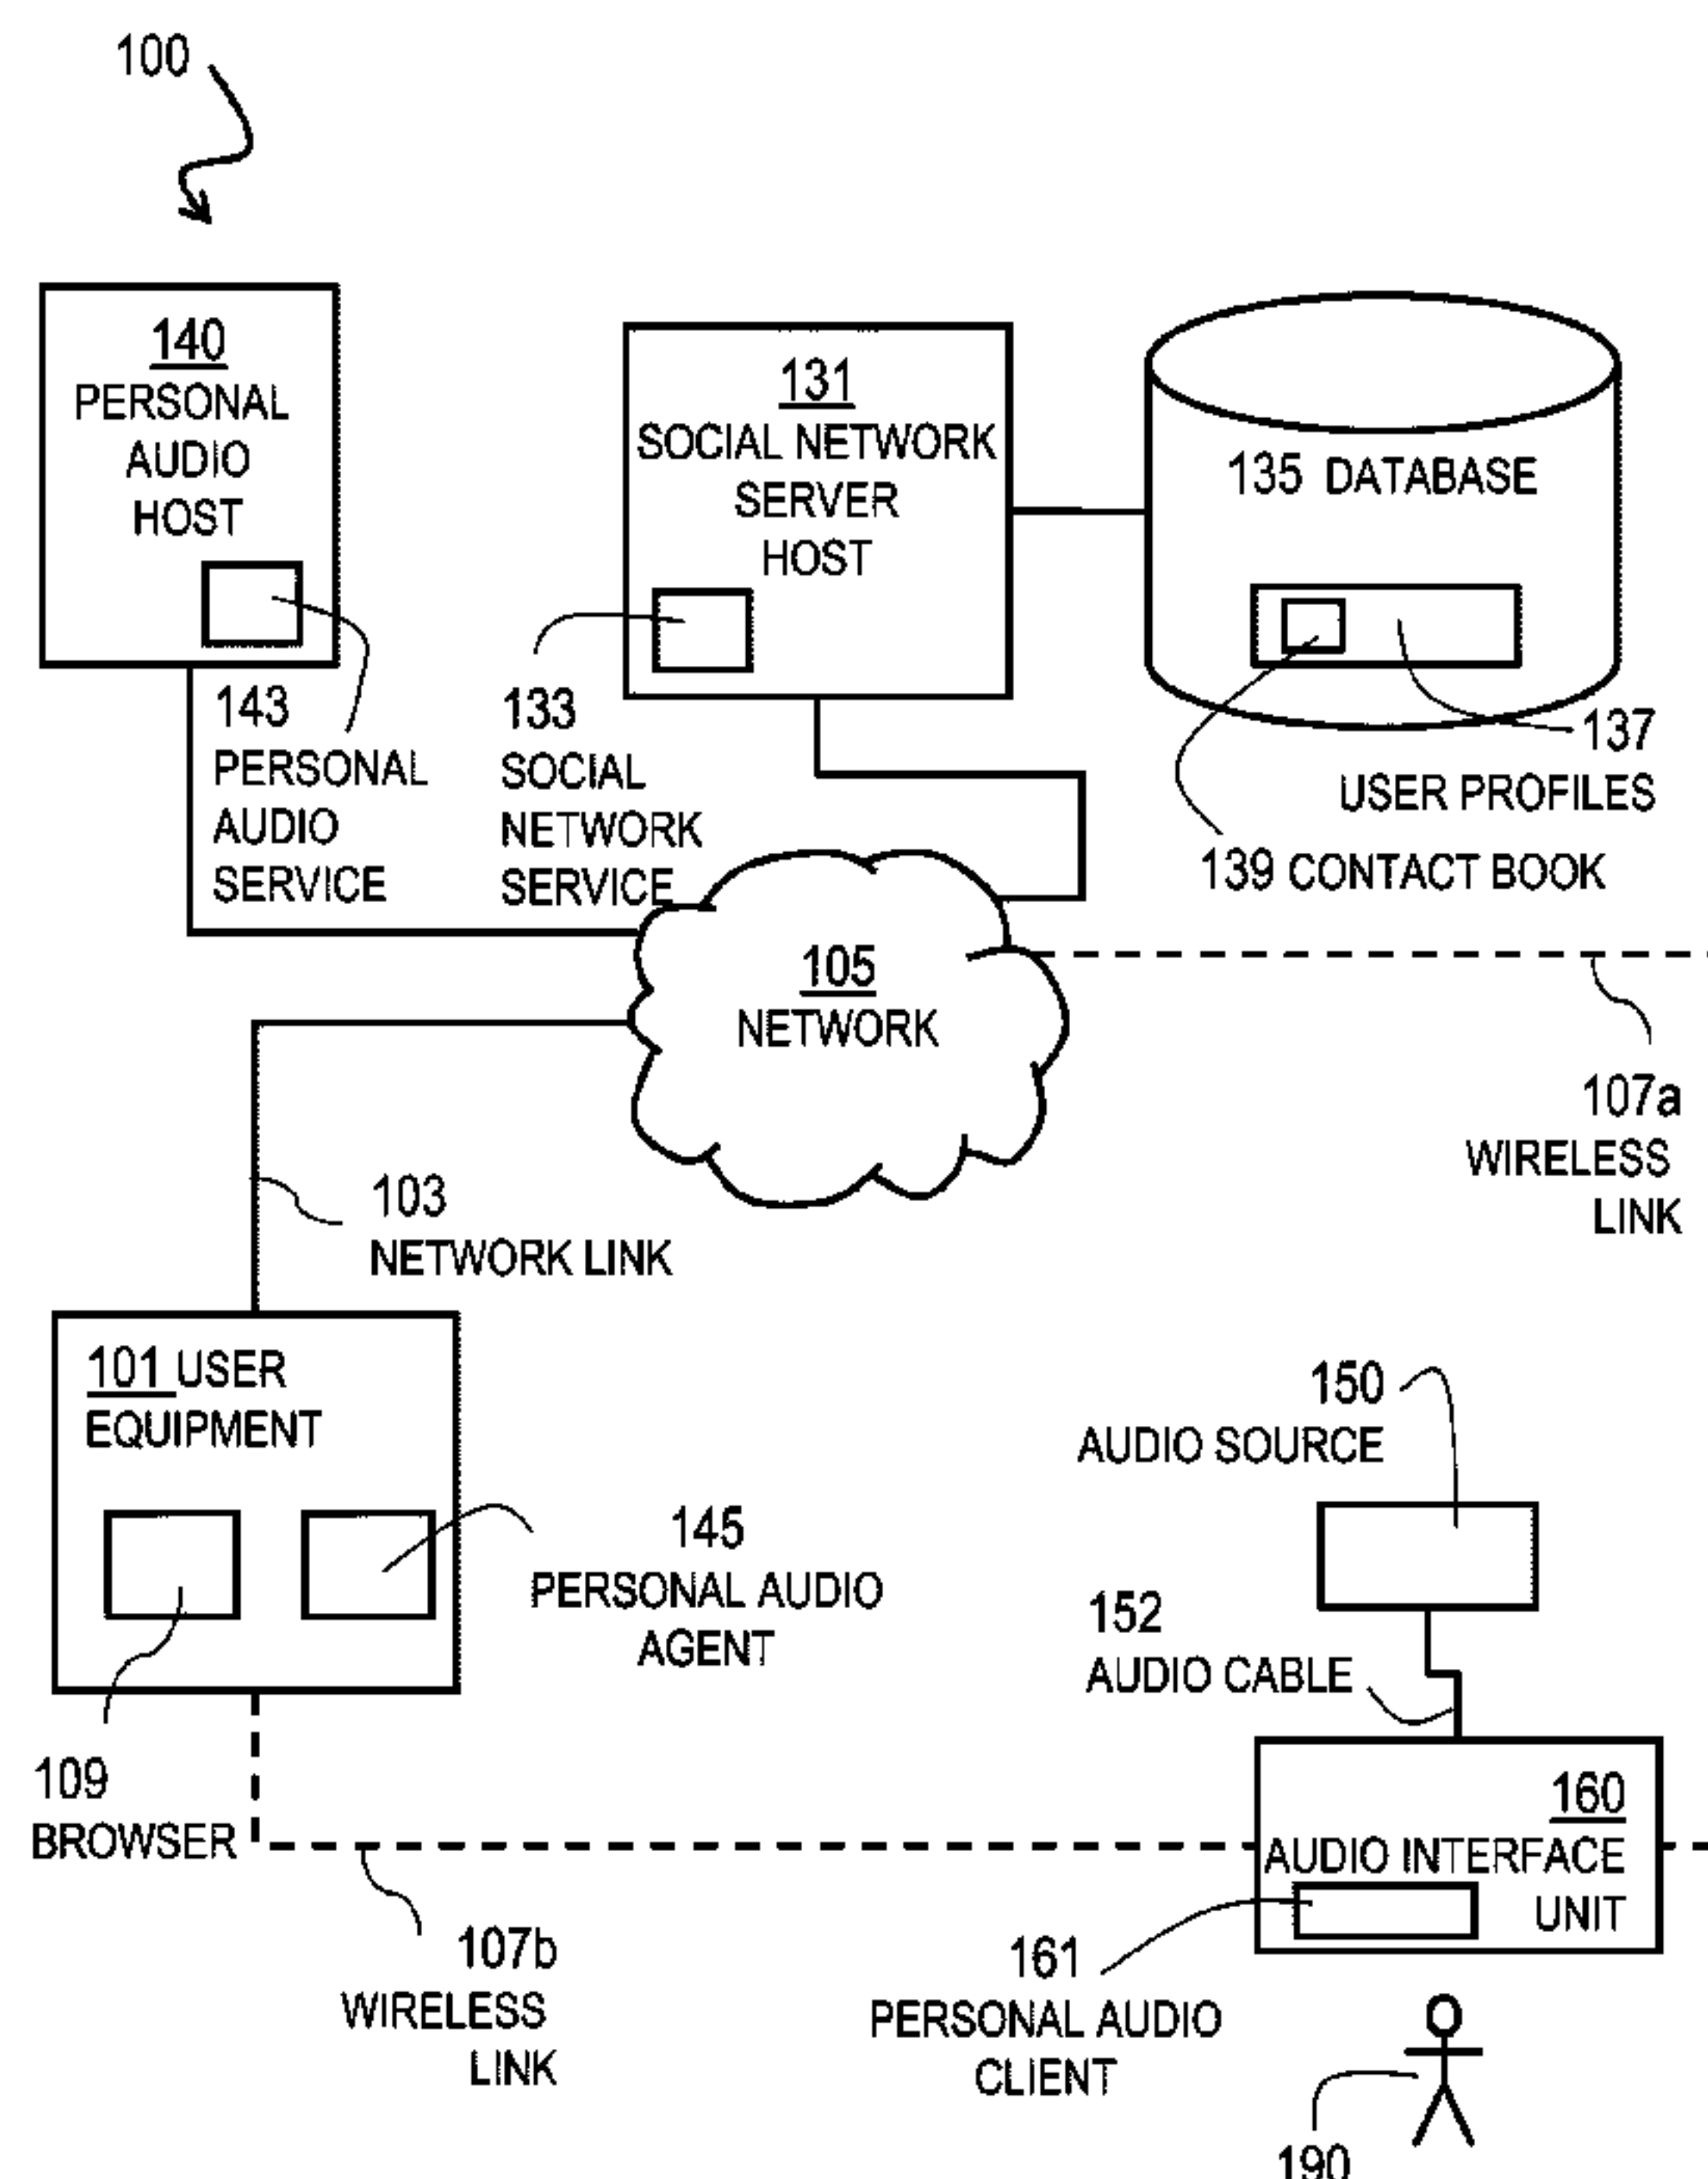 100
140
PERSONAL
AUDIO
HOST
131
SOCIAL NETWORK
SERVER
HOST
135 DATABASE
143
PERSONAL
AUDIO
SERVICE
133
SOCIAL
NETWORK
SERVICE
137
USER PROFILES
139 CONTACT BOOK
105
NETWORK
107a
WIRELESS
LINK
103
NETWORK LINK
101 USER
EQUIPMENT
150
AUDIO SOURCE
145
PERSONAL AUDIO
AGENT
152
AUDIO CABLE
109
BROWSER
160
AUDIO INTERFACE
UNIT
107b
WIRELESS
LINK
161
PERSONAL AUDIO
CLIENT
190